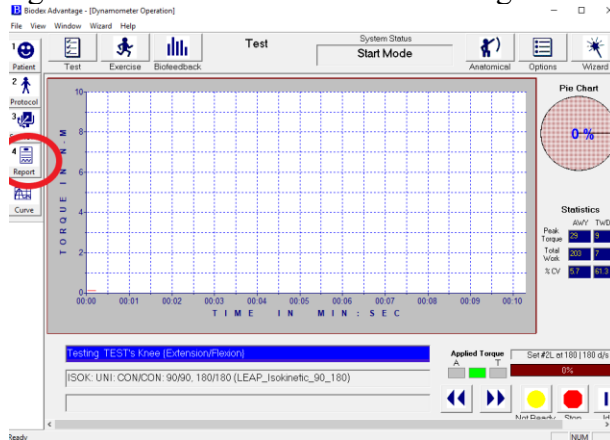 Biodex Advantage - [Dynamometer Operation]
File View Window Wizard Help
1
Patient
2
Protocol
3
4
Report
Curve
Test
Exercise
Biofeedback
Test
System Status
Start Mode
Anatomical
Options
Wizard
TORQUE IN N.M
10
8
6
4
2
0
00:00 00:01 00:02 00:03 00:04 00:05 00:06 00:07 00:08 00:09 00:10
TIME IN MIN:SEC
Pie Chart
0 %
Statistics
AWY TWD
Peak Torque 29 9
Total Work 203 7
% CV 5.7 61.3
Testing TEST's Knee (Extension/Flexion)
ISOK: UNI: CON/CON: 90/90, 180/180 (LEAP_Isokinetic_90_180)
Applied Torque
A T
Set #2L at 180 | 180 d/s
0%
Not Ready Stop
Ready
NUM